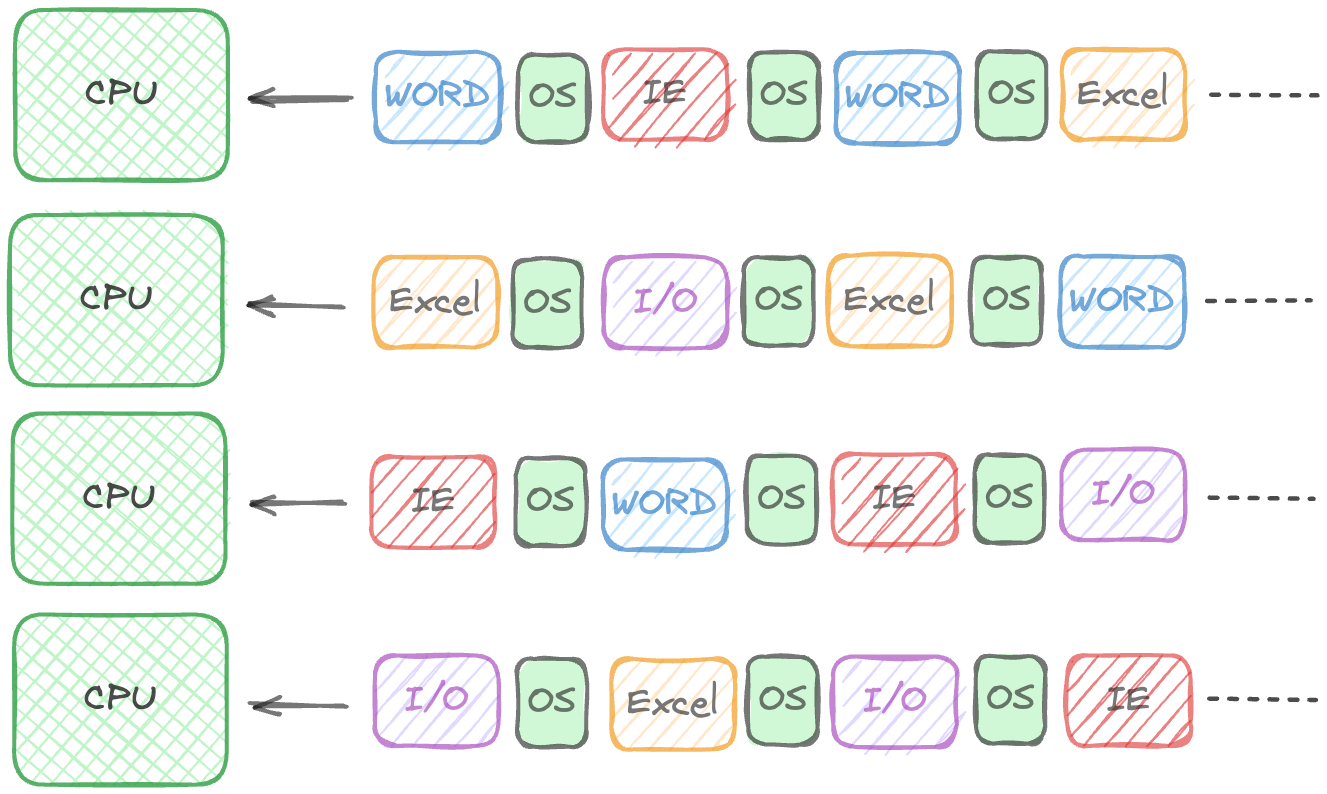 CPU WORD OS IE OS WORD OS Excel
CPU Excel OS I/O OS Excel OS WORD
CPU IE OS WORD OS IE OS I/O
CPU I/O OS Excel OS I/O OS IE